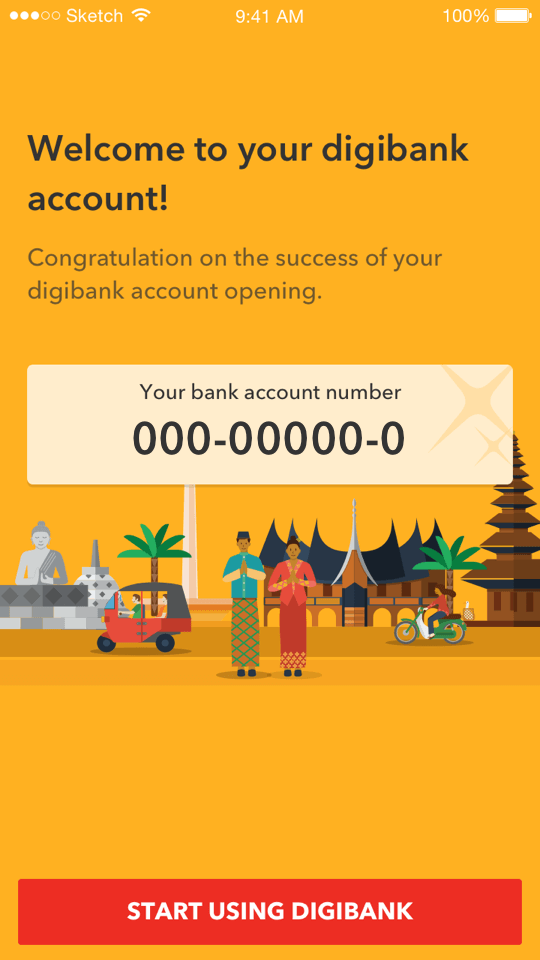 Sketch 9:41 AM 100%
Welcome to your digibank
account!
Congratulation on the success of your
digibank account opening.
Your bank account number
000-00000-0
START USING DIGIBANK